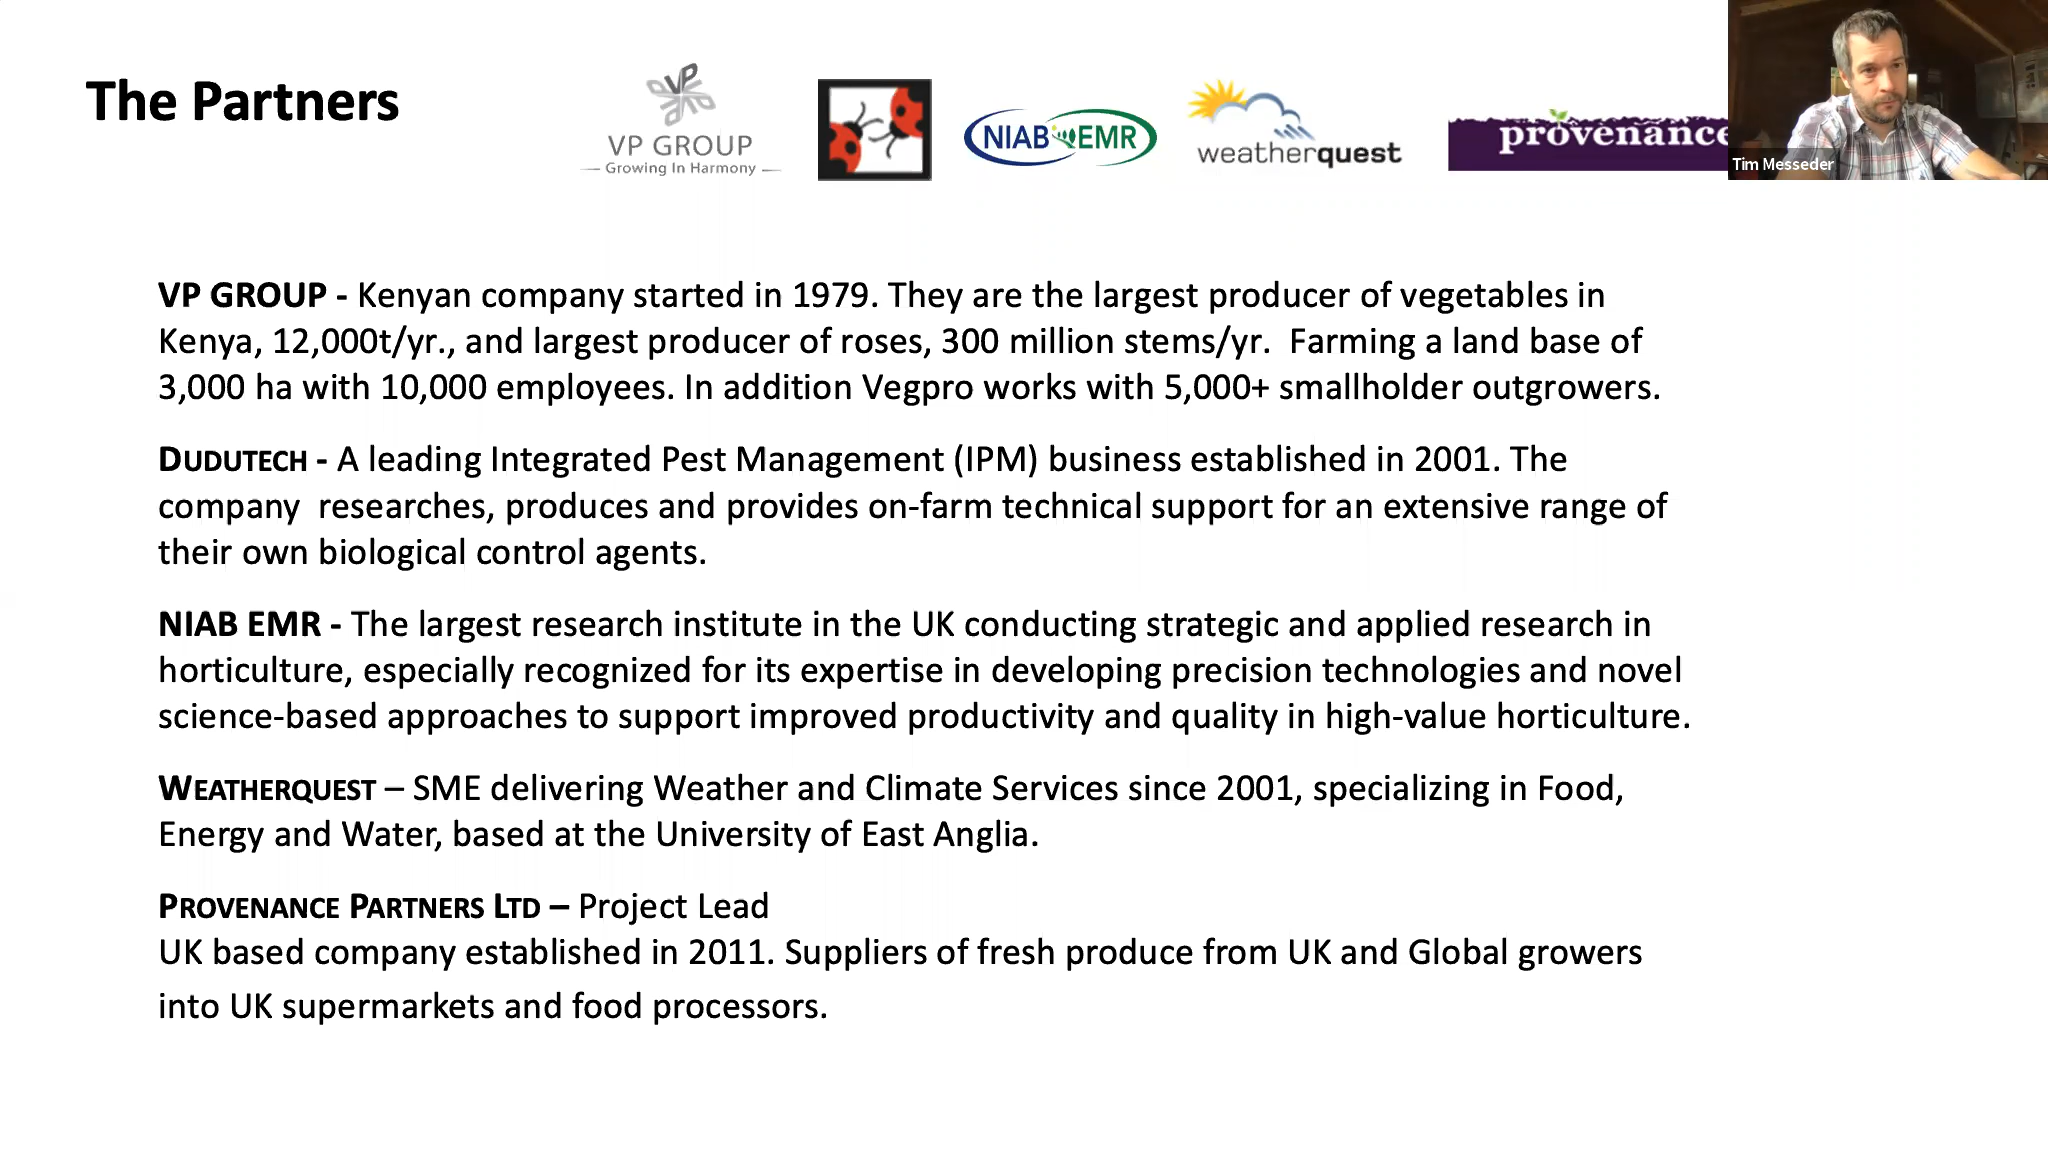 The Partners
VP GROUP
Growing In Harmony
NIAB EMR
weatherquest
provenance
Tim Messeder
VP GROUP - Kenyan company started in 1979. They are the largest producer of vegetables in
Kenya, 12,000t/yr., and largest producer of roses, 300 million stems/yr.  Farming a land base of
3,000 ha with 10,000 employees. In addition Vegpro works with 5,000+ smallholder outgrowers.
DUDUTECH - A leading Integrated Pest Management (IPM) business established in 2001. The
company  researches, produces and provides on-farm technical support for an extensive range of
their own biological control agents.
NIAB EMR - The largest research institute in the UK conducting strategic and applied research in
horticulture, especially recognized for its expertise in developing precision technologies and novel
science-based approaches to support improved productivity and quality in high-value horticulture.
WEATHERQUEST – SME delivering Weather and Climate Services since 2001, specializing in Food,
Energy and Water, based at the University of East Anglia.
PROVENANCE PARTNERS LTD – Project Lead
UK based company established in 2011. Suppliers of fresh produce from UK and Global growers
into UK supermarkets and food processors.